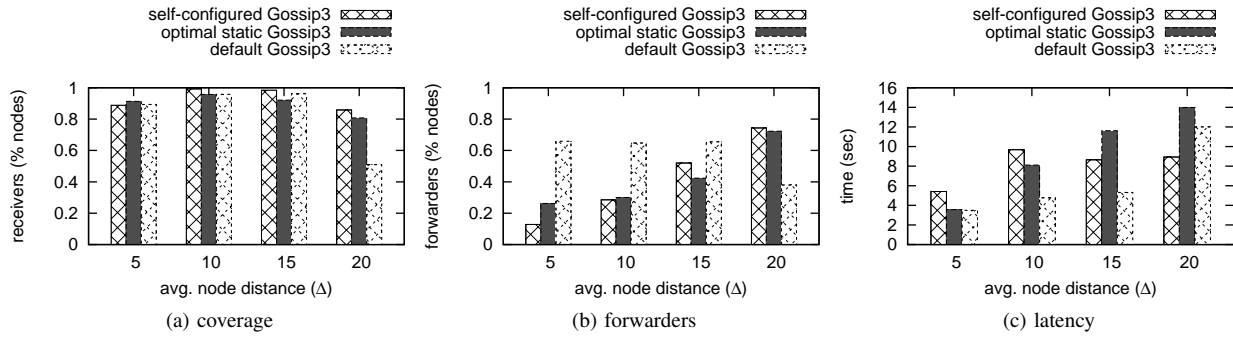 self-configured Gossip3
optimal static Gossip3
default Gossip3
1
0.8
0.6
0.4
0.2
0
receivers (% nodes)
5 10 15 20
avg. node distance (Δ)
(a) coverage
self-configured Gossip3
optimal static Gossip3
default Gossip3
1
0.8
0.6
0.4
0.2
0
forwarders (% nodes)
5 10 15 20
avg. node distance (Δ)
(b) forwarders
self-configured Gossip3
optimal static Gossip3
default Gossip3
16
14
12
10
8
6
4
2
0
time (sec)
5 10 15 20
avg. node distance (Δ)
(c) latency